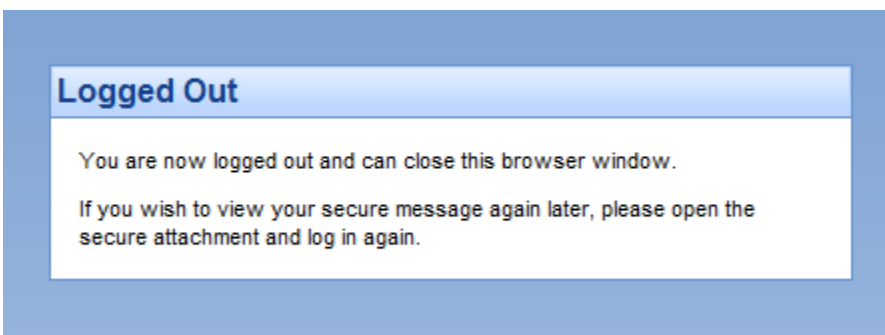 Logged Out
You are now logged out and can close this browser window.
If you wish to view your secure message again later, please open the
secure attachment and log in again.